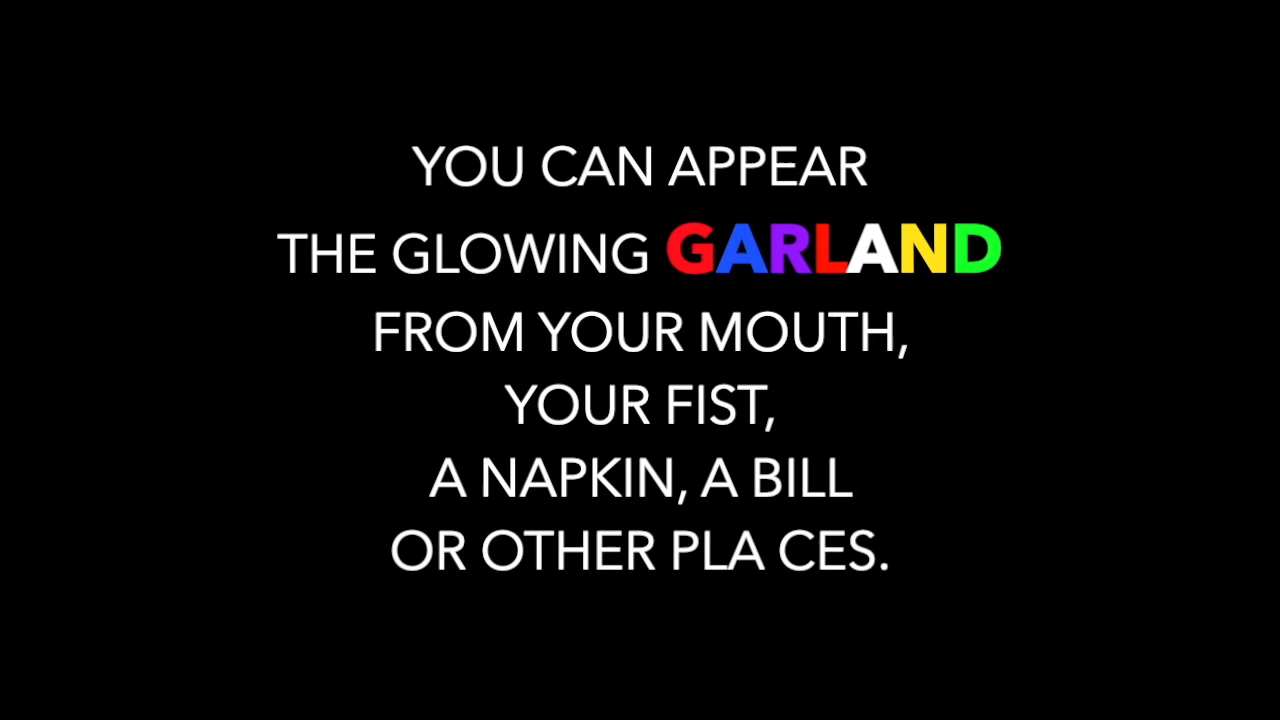 YOU CAN APPEAR
THE GLOWING GARLAND
FROM YOUR MOUTH,
YOUR FIST,
A NAPKIN, A BILL
OR OTHER PLA CES.